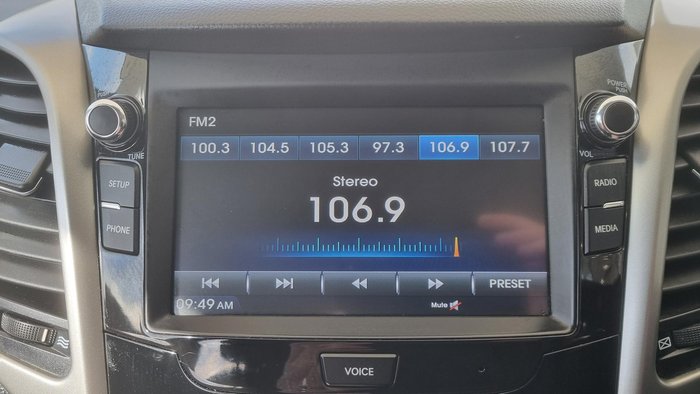 POWER
PUSH
FM2
100.3 104.5 105.3 97.3 106.9 107.7
TUNE
VOL
Stereo
SETUP
RADIO
106.9
PHONE
MEDIA
PRESET
09:49 AM
Mute
VOICE